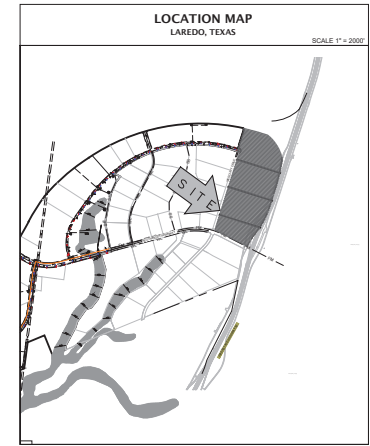 LOCATION MAP
LAREDO, TEXAS
SCALE 1" = 2000'
SITE